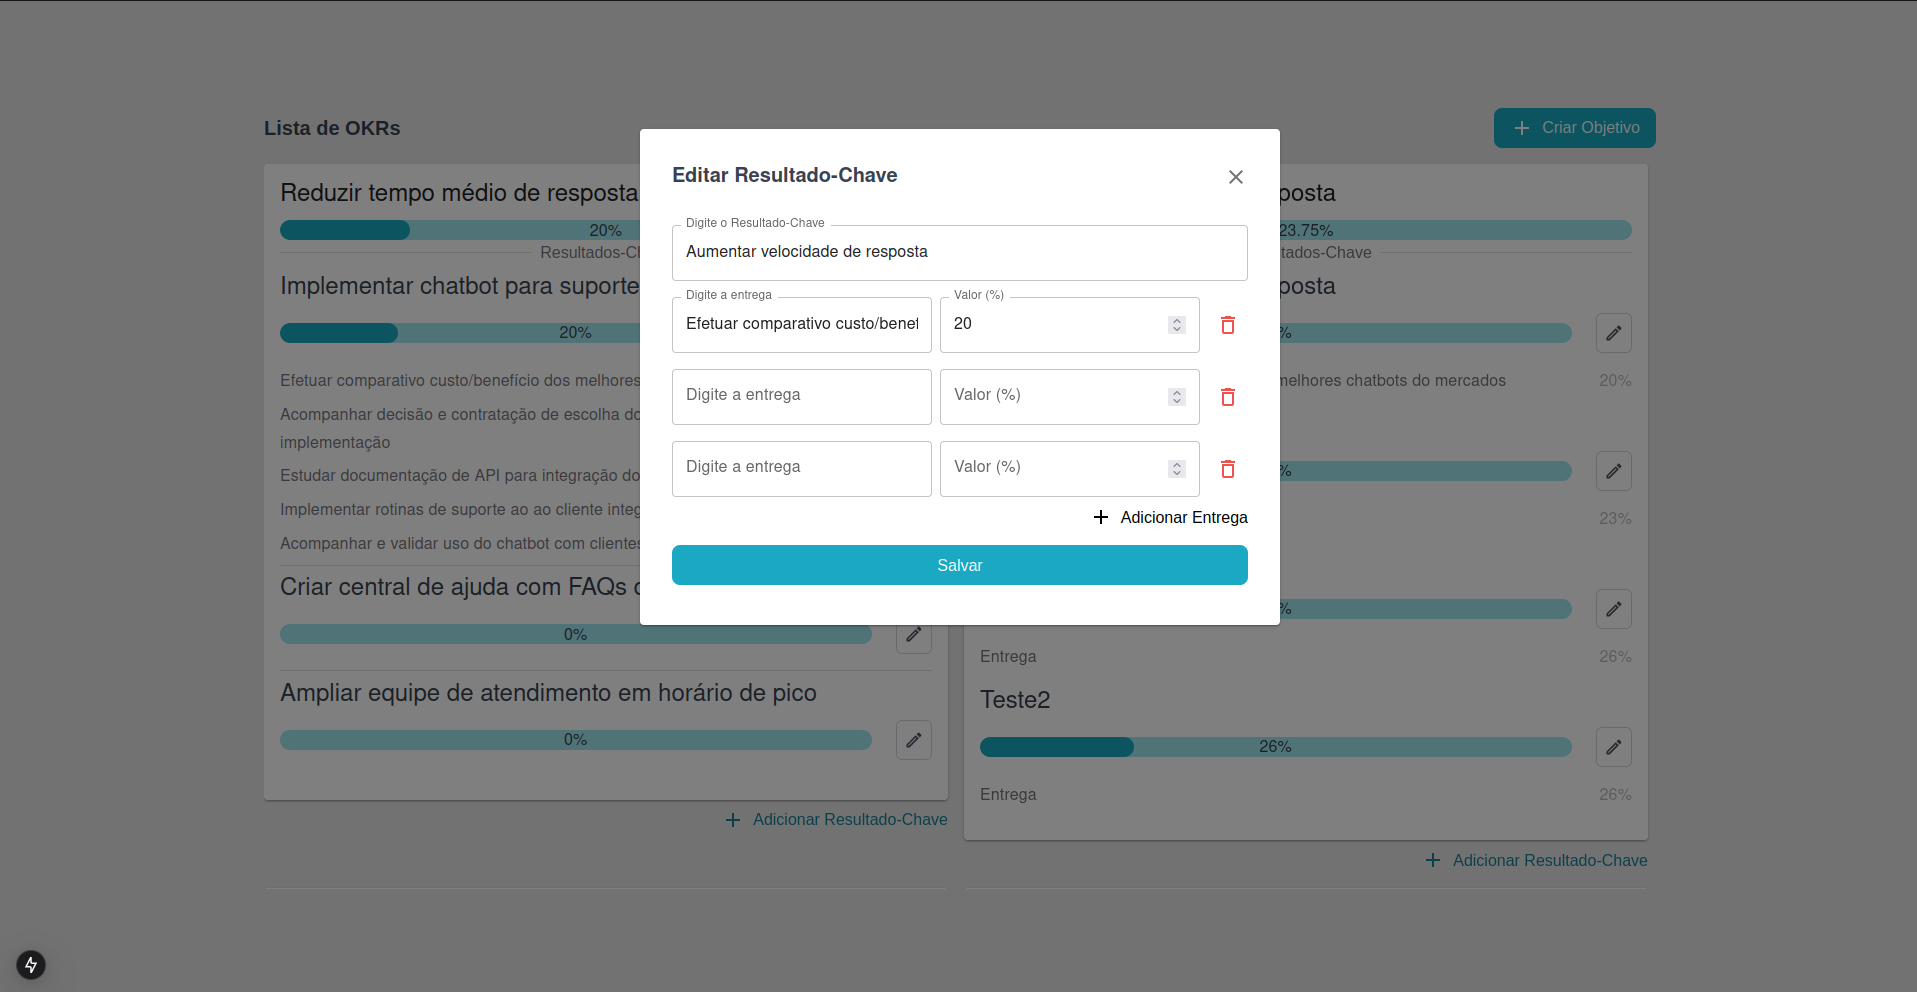 Lista de OKRs
Criar Objetivo
Reduzir tempo médio de resposta
20%
Resultados-Cl
Implementar chatbot para suporte
20%
Efetuar comparativo custo/benefício dos melhores
Acompanhar decisão e contratação de escolha do
implementação
Estudar documentação de API para integração do
Implementar rotinas de suporte ao ao cliente integ
Acompanhar e validar uso do chatbot com clientes
Criar central de ajuda com FAQs
0%
Ampliar equipe de atendimento em horário de pico
0%
Adicionar Resultado-Chave
Editar Resultado-Chave
Digite o Resultado-Chave
Aumentar velocidade de resposta
Digite a entrega
Valor (%)
Efetuar comparativo custo/benef
20
Digite a entrega
Valor (%)
Digite a entrega
Valor (%)
Adicionar Entrega
Salvar
posta
23.75%
tados-Chave
posta
%
melhores chatbots do mercados
20%
%
23%
%
Entrega
26%
Teste2
26%
Entrega
26%
Adicionar Resultado-Chave